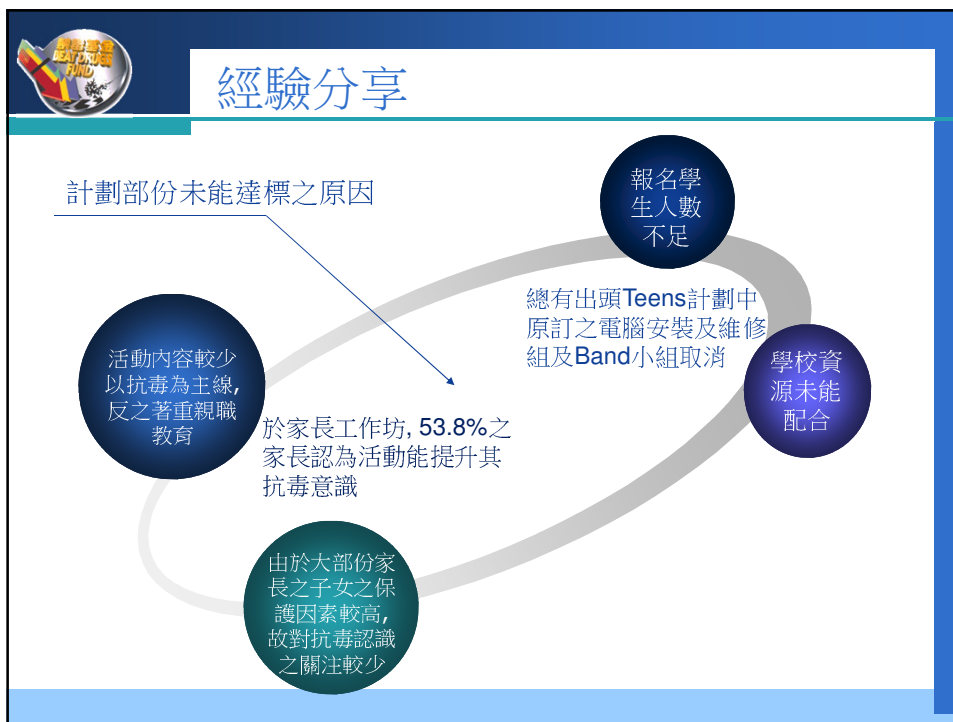 禁毒基金
BEAT DRUGS
FUND
經驗分享
計劃部份未能達標之原因
報名學
生人數
不足
總有出頭Teens計劃中
原訂之電腦安裝及維修
組及Band小組取消
學校資
源未能
配合
活動內容較少
以抗毒為主線,
反之著重親職
教育
於家長工作坊, 53.8%之
家長認為活動能提升其
抗毒意識
由於大部份家
長之子女之保
護因素較高,
故對抗毒認識
之關注較少